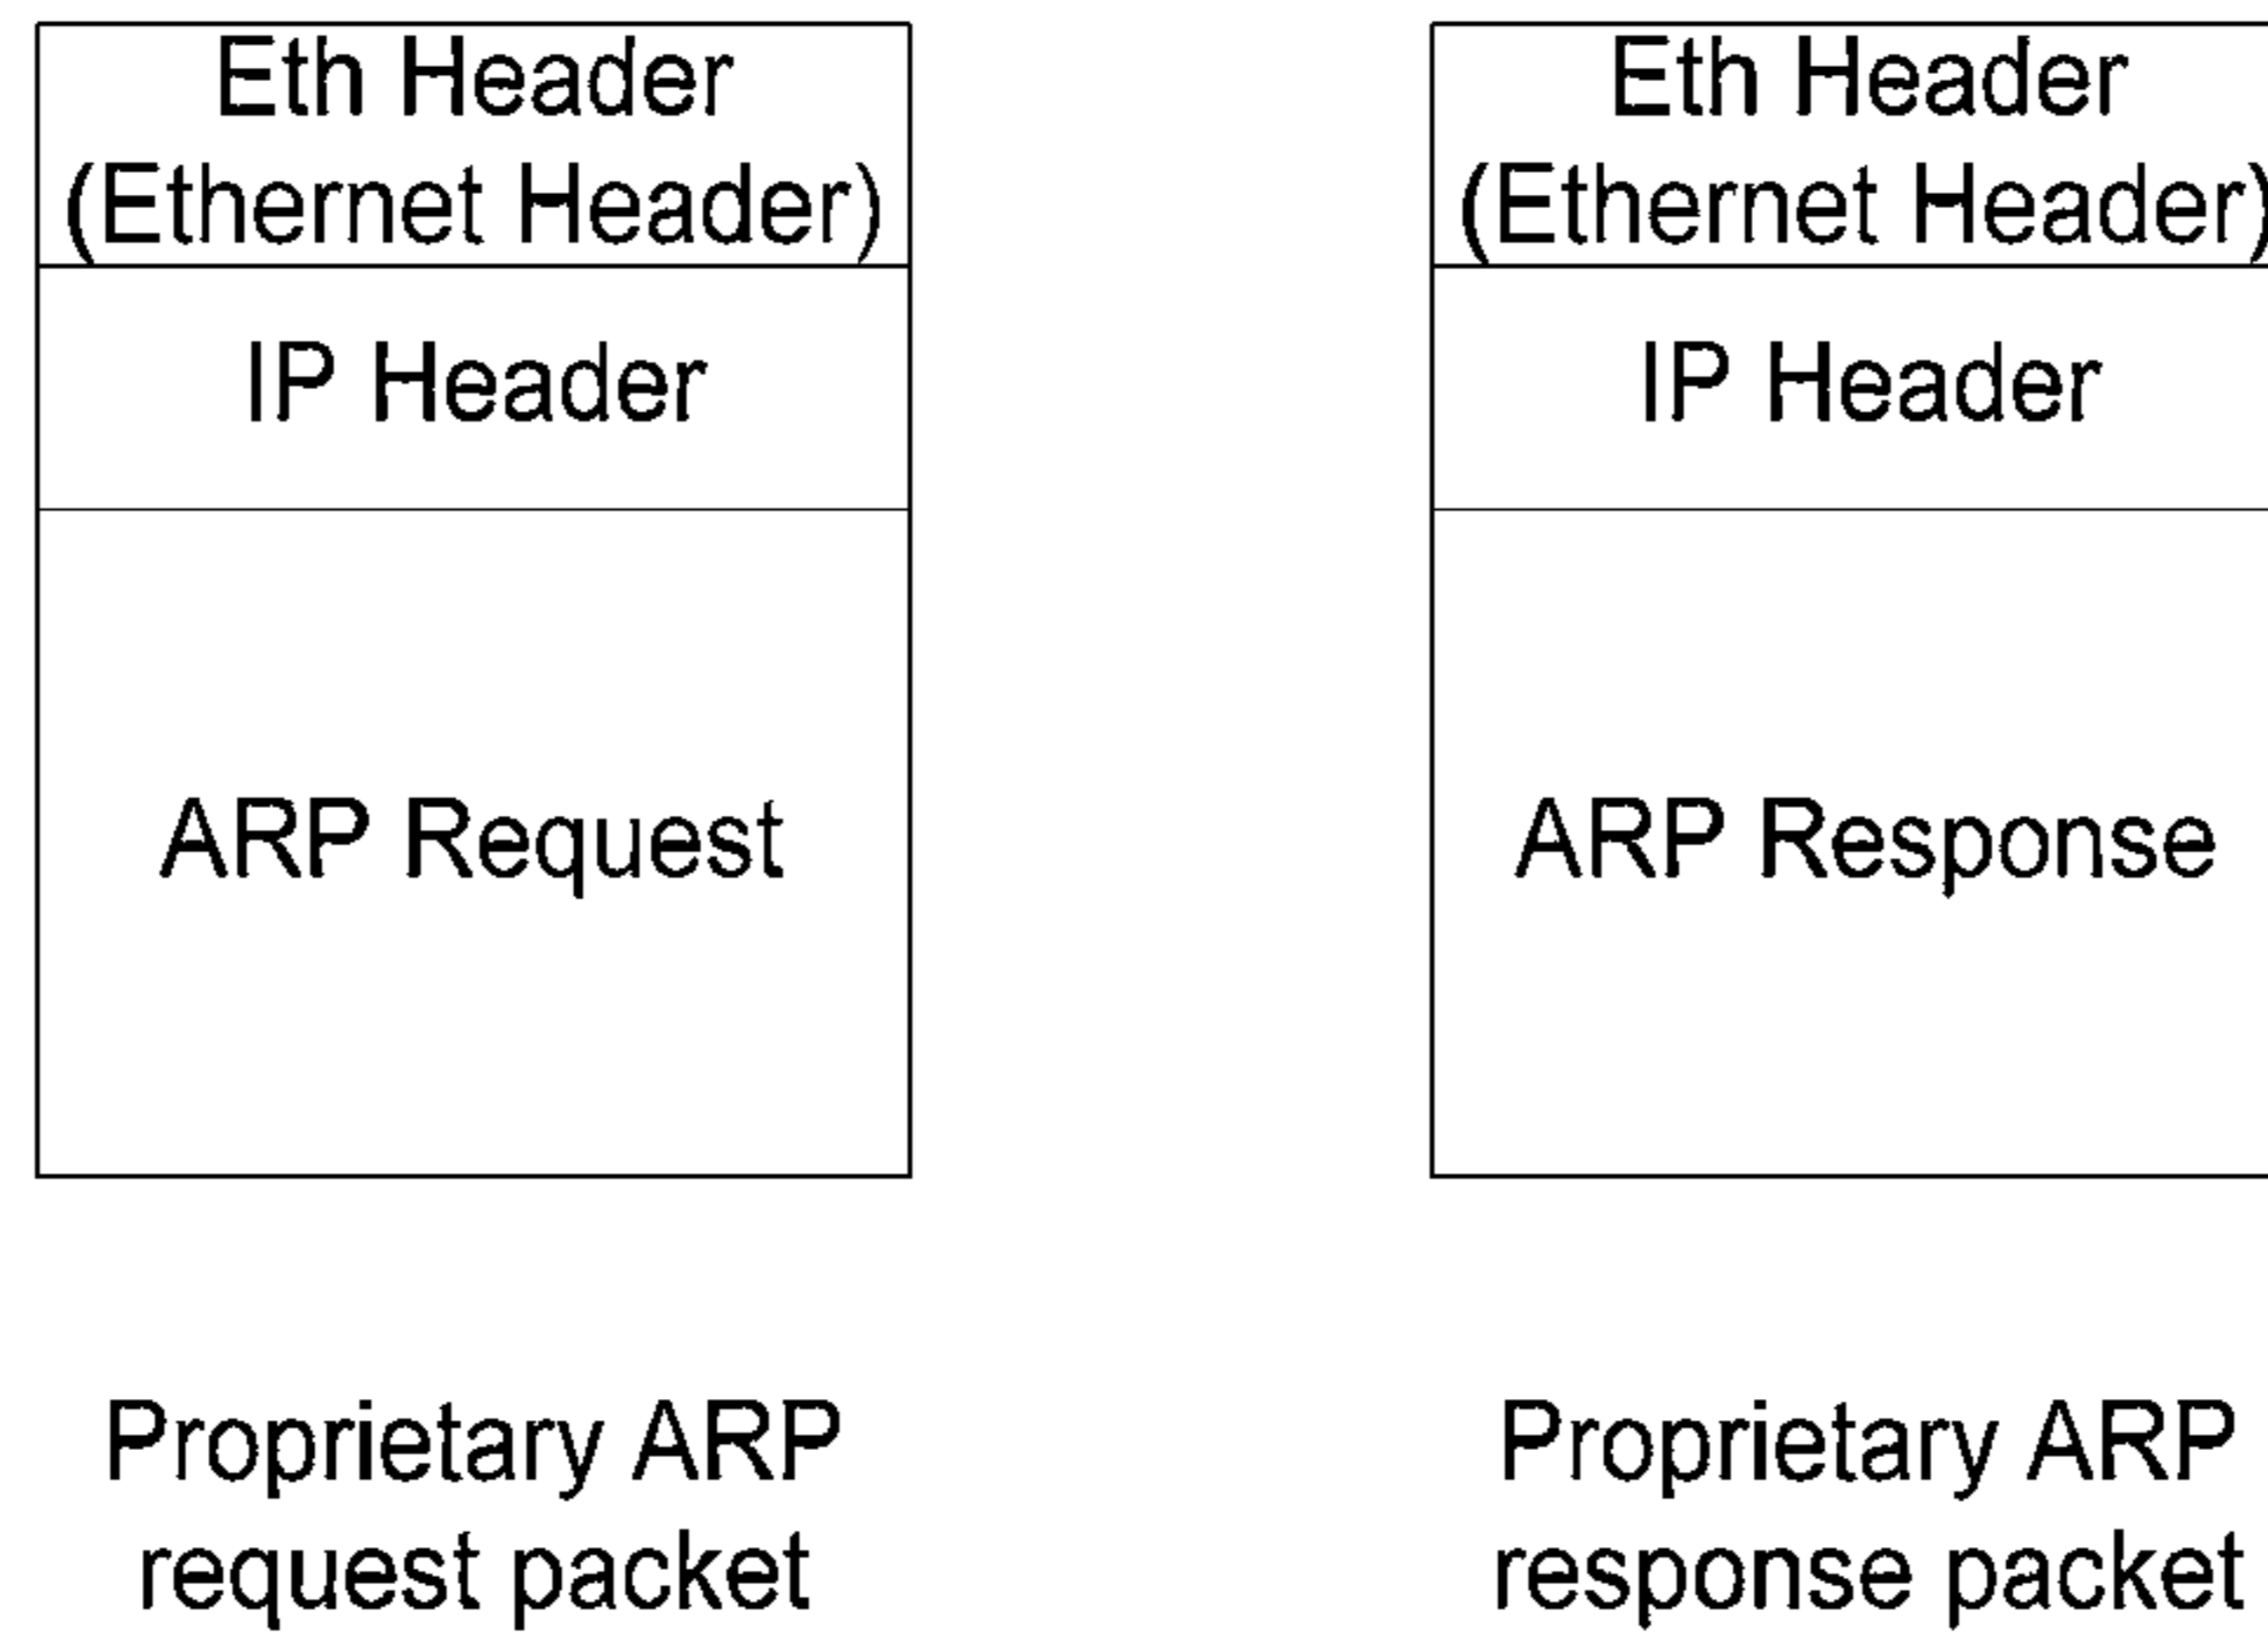 Eth Header
(Ethernet Header)
IP Header
ARP Request
Proprietary ARP
request packet
Eth Header
(Ethernet Header)
IP Header
ARP Response
Proprietary ARP
response packet